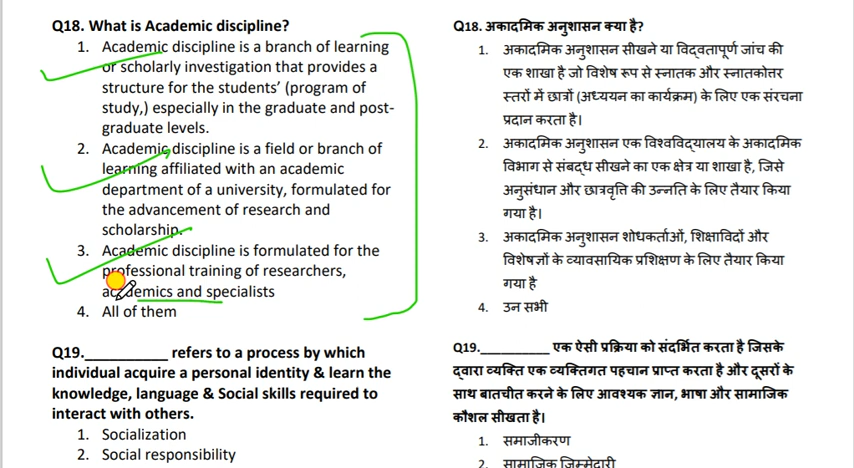 Q18. What is Academic discipline?
1. Academic discipline is a branch of learning
or scholarly investigation that provides a
structure for the students' (program of
study,) especially in the graduate and post-
graduate levels.
2. Academic discipline is a field or branch of
learning affiliated with an academic
department of a university, formulated for
the advancement of research and
scholarship.
3. Academic discipline is formulated for the
professional training of researchers,
academics and specialists
4. All of them
Q19.__________ refers to a process by which
individual acquire a personal identity & learn the
knowledge, language & Social skills required to
interact with others.
1. Socialization
2. Social responsibility
Q18. अकादमिक अनुशासन क्या है?
1. अकादमिक अनुशासन सीखने या विद्वतापूर्ण जांच की
एक शाखा है जो विशेष रूप से स्नातक और स्नातकोत्तर
स्तरों में छात्रों (अध्ययन का कार्यक्रम) के लिए एक संरचना
प्रदान करता है।
2. अकादमिक अनुशासन एक विश्वविद्यालय के अकादमिक
विभाग से संबद्ध सीखने का एक क्षेत्र या शाखा है, जिसे
अनुसंधान और छात्रवृत्ति की उन्नति के लिए तैयार किया
गया है।
3. अकादमिक अनुशासन शोधकर्ताओं, शिक्षाविदों और
विशेषज्ञों के व्यावसायिक प्रशिक्षण के लिए तैयार किया
गया है
4. उन सभी
Q19.__________ एक ऐसी प्रक्रिया को संदर्भित करता है जिसके
द्वारा व्यक्ति एक व्यक्तिगत पहचान प्राप्त करता है और दूसरों के
साथ बातचीत करने के लिए आवश्यक ज्ञान, भाषा और सामाजिक
कौशल सीखता है।
1. समाजीकरण
2. सामाजिक जिम्मेदारी